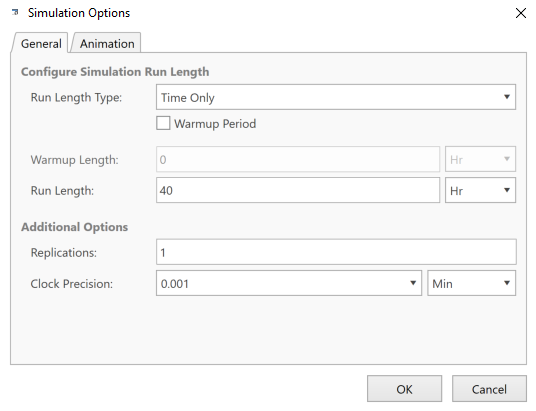 Simulation Options
General Animation
Configure Simulation Run Length
Run Length Type: Time Only
Warmup Period
Warmup Length: 0 Hr
Run Length: 40 Hr
Additional Options
Replications: 1
Clock Precision: 0.001 Min
OK Cancel